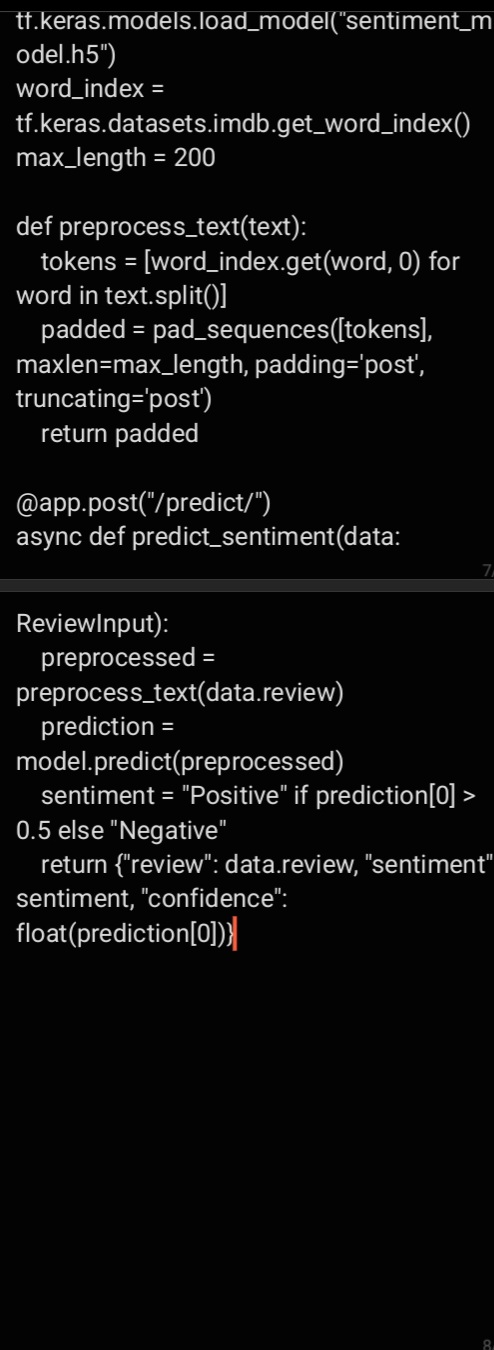 tf.keras.models.load_model("sentiment_m
odel.h5")
word_index =
tf.keras.datasets.imdb.get_word_index()
max_length = 200
def preprocess_text(text):
    tokens = [word_index.get(word, 0) for
word in text.split()]
    padded = pad_sequences([tokens],
maxlen=max_length, padding='post',
truncating='post')
    return padded
@app.post("/predict/")
async def predict_sentiment(data:
7/
ReviewInput):
    preprocessed =
preprocess_text(data.review)
    prediction =
model.predict(preprocessed)
    sentiment = "Positive" if prediction[0] >
0.5 else "Negative"
    return {"review": data.review, "sentiment"
sentiment, "confidence":
float(prediction[0])}
8